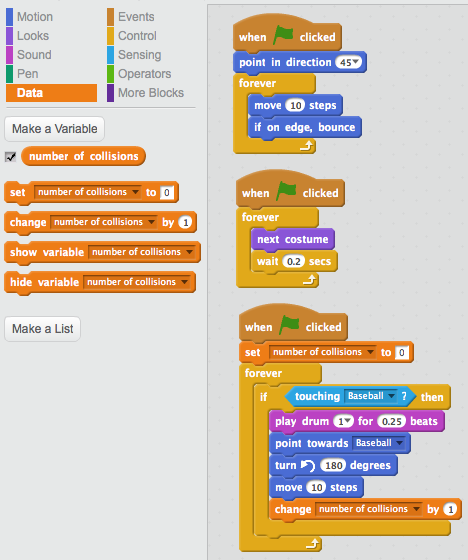 Motion
Looks
Sound
Pen
Data
Events
Control
Sensing
Operators
More Blocks
Make a Variable
number of collisions
set number of collisions to 0
change number of collisions by 1
show variable number of collisions
hide variable number of collisions
Make a List
when clicked
point in direction 45
forever
move 10 steps
if on edge, bounce
when clicked
forever
next costume
wait 0.2 secs
when clicked
set number of collisions to 0
forever
if touching Baseball ? then
play drum 1 for 0.25 beats
point towards Baseball
turn 180 degrees
move 10 steps
change number of collisions by 1